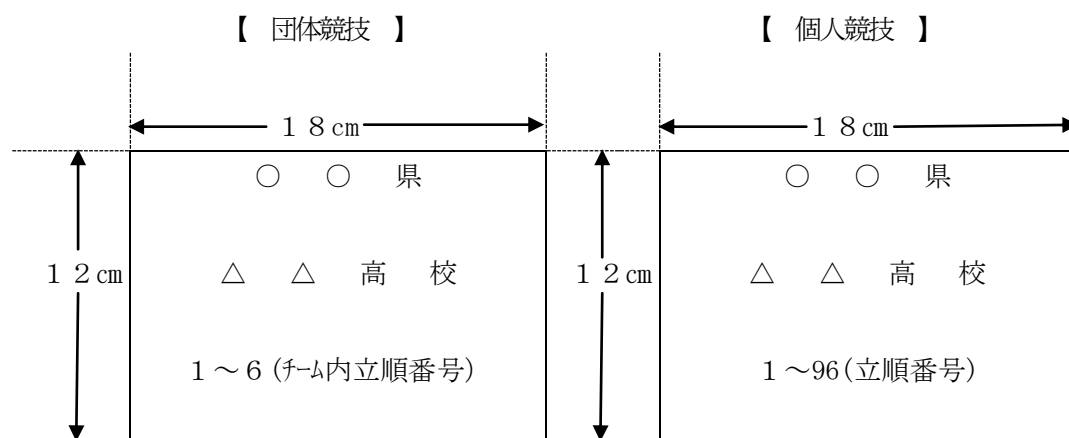 【 団体競技 】
【 個人競技 】
１８㎝
１８㎝
○ ○ 県
○ ○ 県
１２㎝
△ △ 高 校
１２㎝
△ △ 高 校
１～６(ﾁｰﾑ内立順番号)
１～96(立順番号)